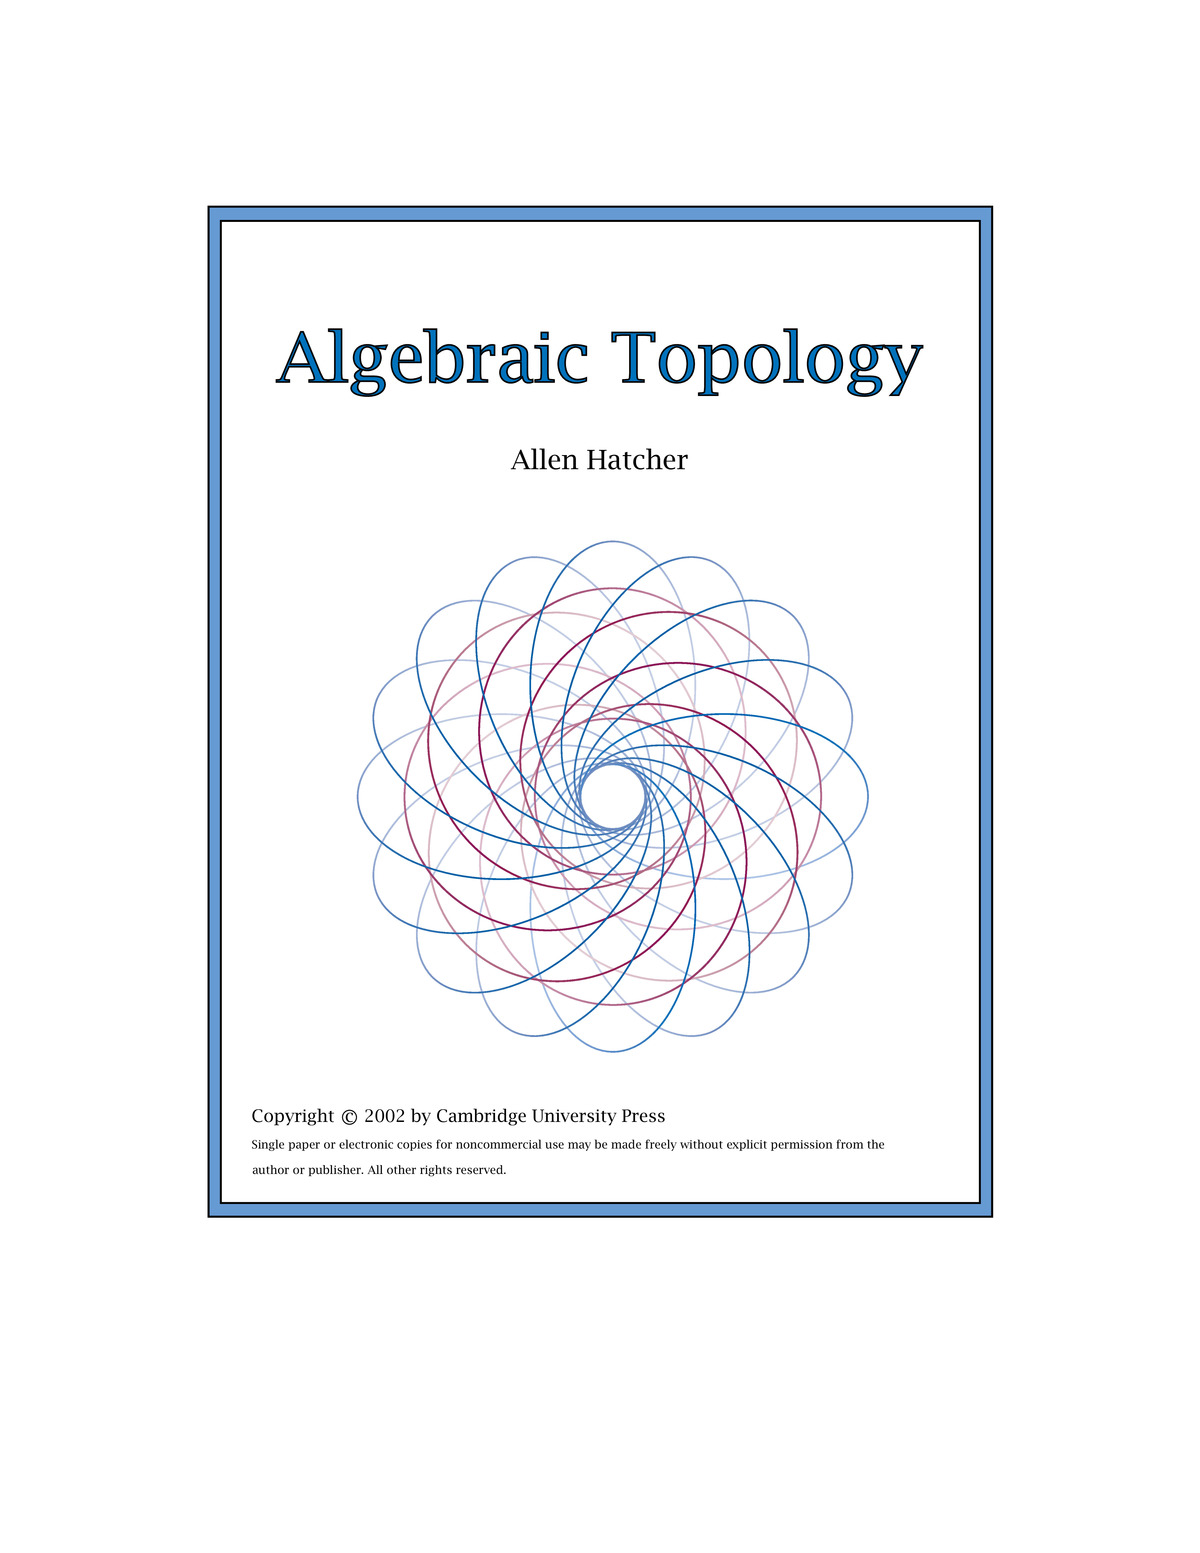 Algebraic Topology
Allen Hatcher
Copyright © 2002 by Cambridge University Press
Single paper or electronic copies for noncommercial use may be made freely without explicit permission from the
author or publisher. All other rights reserved.